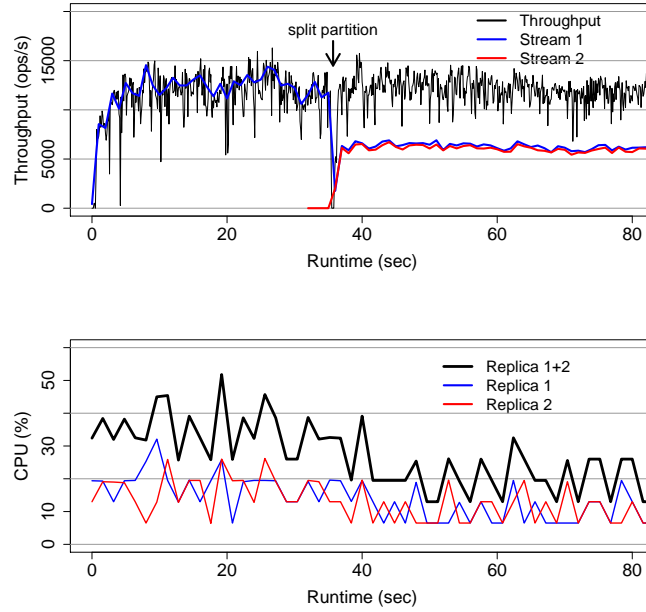 split partition
Throughput
Stream 1
Stream 2
Throughput (ops/s)
15000
5000
0
0 20 40 60 80
Runtime (sec)
Replica 1+2
Replica 1
Replica 2
CPU (%)
50
30
10
0
0 20 40 60 80
Runtime (sec)